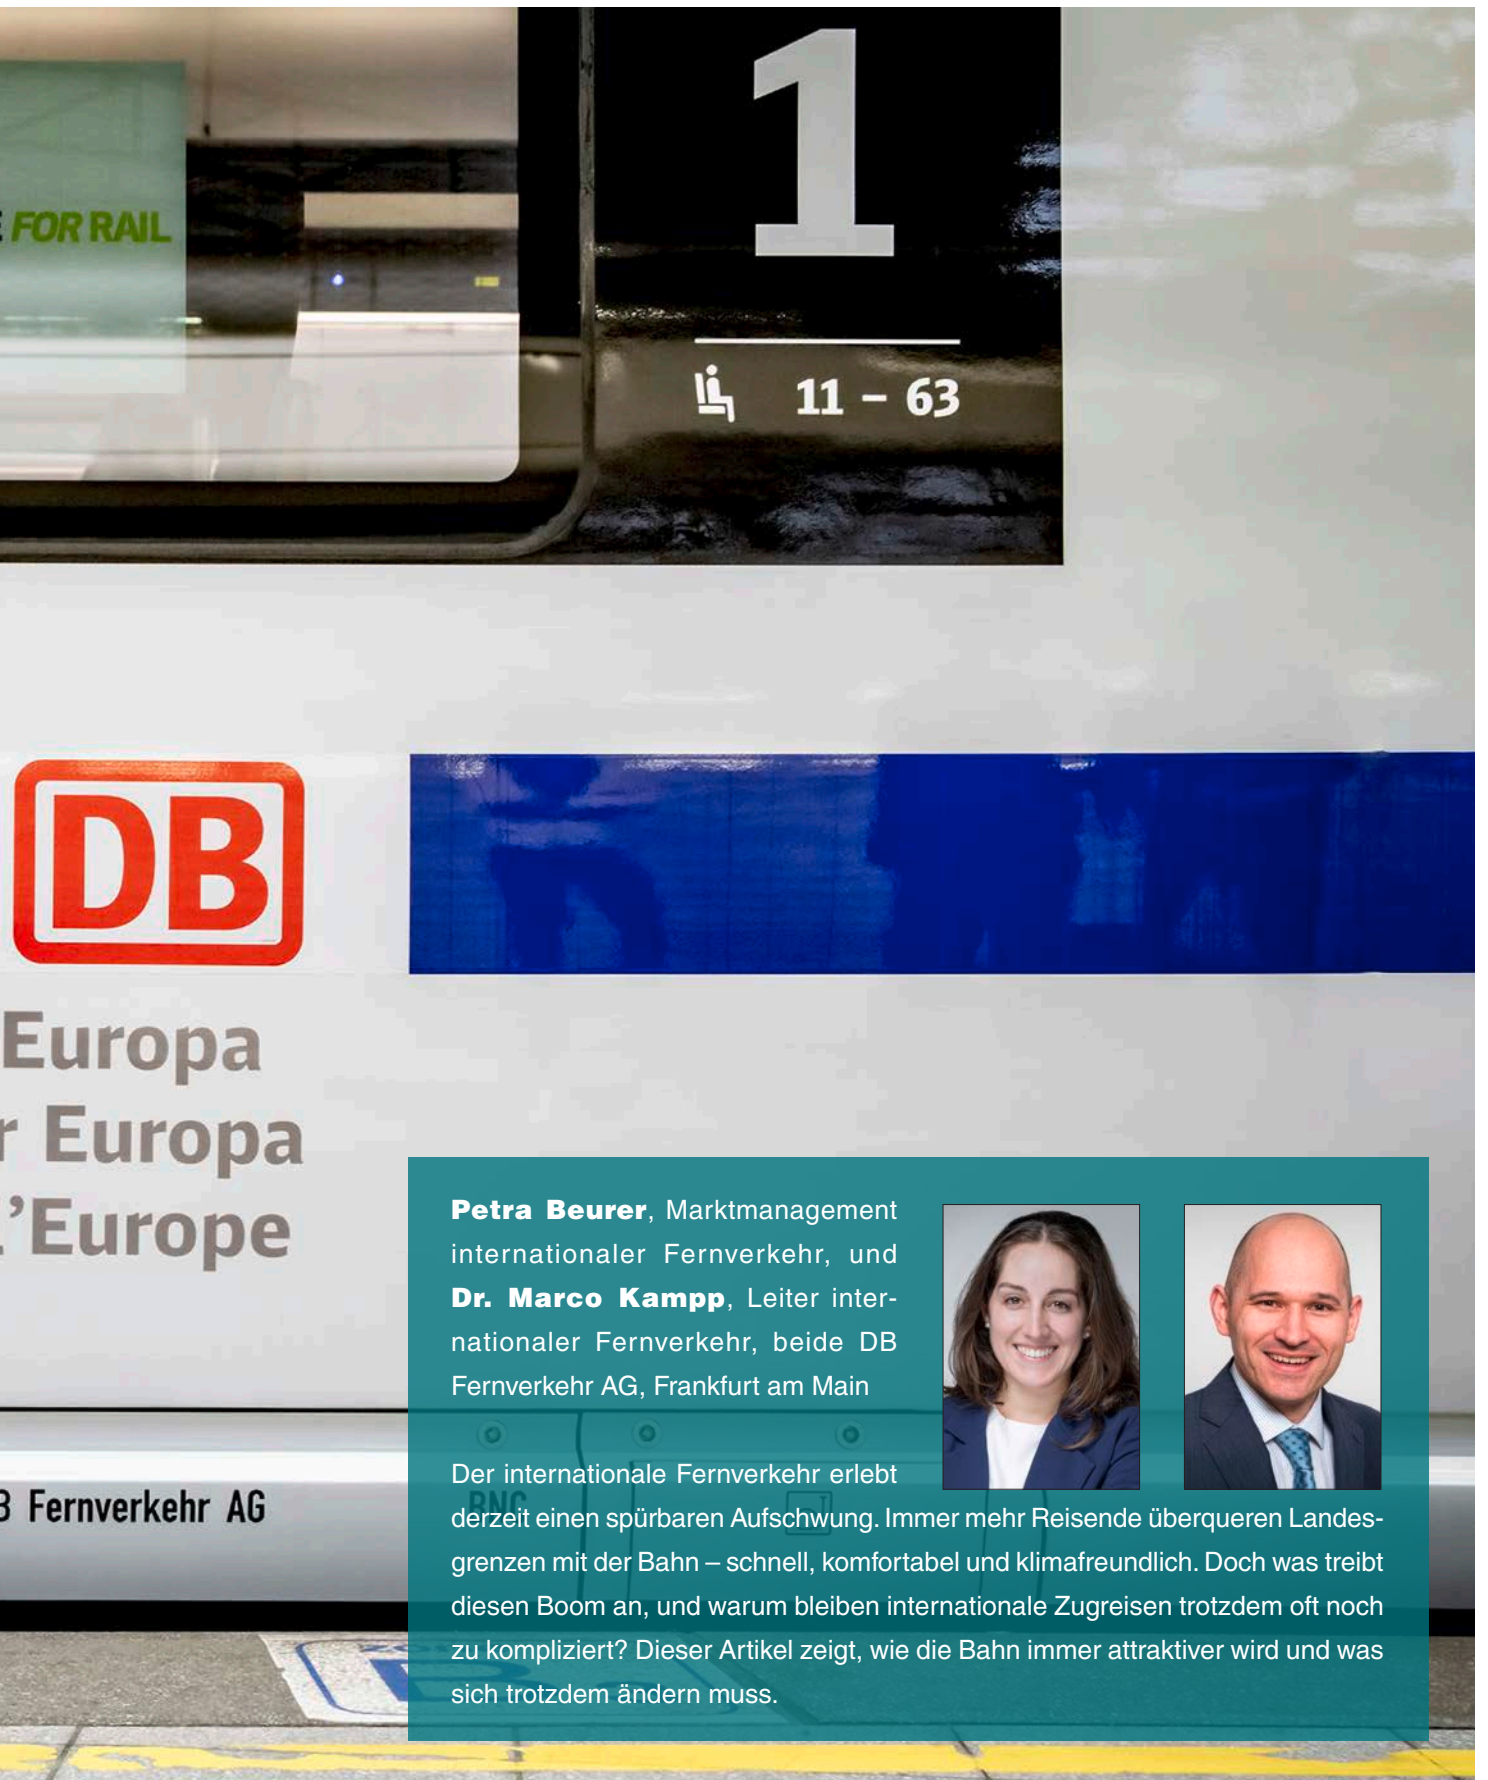 1
FOR RAIL
11 – 63
DB
Europa
r Europa
L’Europe
Petra Beurer, Marktmanagement
internationaler Fernverkehr, und
Dr. Marco Kampp, Leiter inter-
nationaler Fernverkehr, beide DB
Fernverkehr AG, Frankfurt am Main
Der internationale Fernverkehr erlebt
derzeit einen spürbaren Aufschwung. Immer mehr Reisende überqueren Landes-
grenzen mit der Bahn – schnell, komfortabel und klimafreundlich. Doch was treibt
diesen Boom an, und warum bleiben internationale Zugreisen trotzdem oft noch
zu kompliziert? Dieser Artikel zeigt, wie die Bahn immer attraktiver wird und was
sich trotzdem ändern muss.
B Fernverkehr AG
RNC